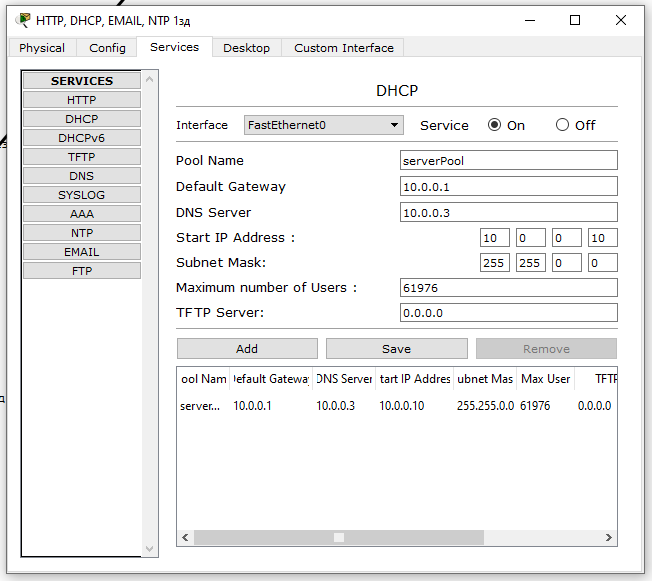 HTTP, DHCP, EMAIL, NTP 1зд
Physical Config Services Desktop Custom Interface
SERVICES
HTTP
DHCP
DHCPv6
TFTP
DNS
SYSLOG
AAA
NTP
EMAIL
FTP
DHCP
Interface FastEthernet0 Service On Off
Pool Name serverPool
Default Gateway 10.0.0.1
DNS Server 10.0.0.3
Start IP Address : 10 0 0 10
Subnet Mask: 255 255 0 0
Maximum number of Users : 61976
TFTP Server: 0.0.0.0
Add Save Remove
ool Nam efault Gateway DNS Server tart IP Addres ubnet Mas Max User TFTP
server... 10.0.0.1 10.0.0.3 10.0.0.10 255.255.0.0 61976 0.0.0.0